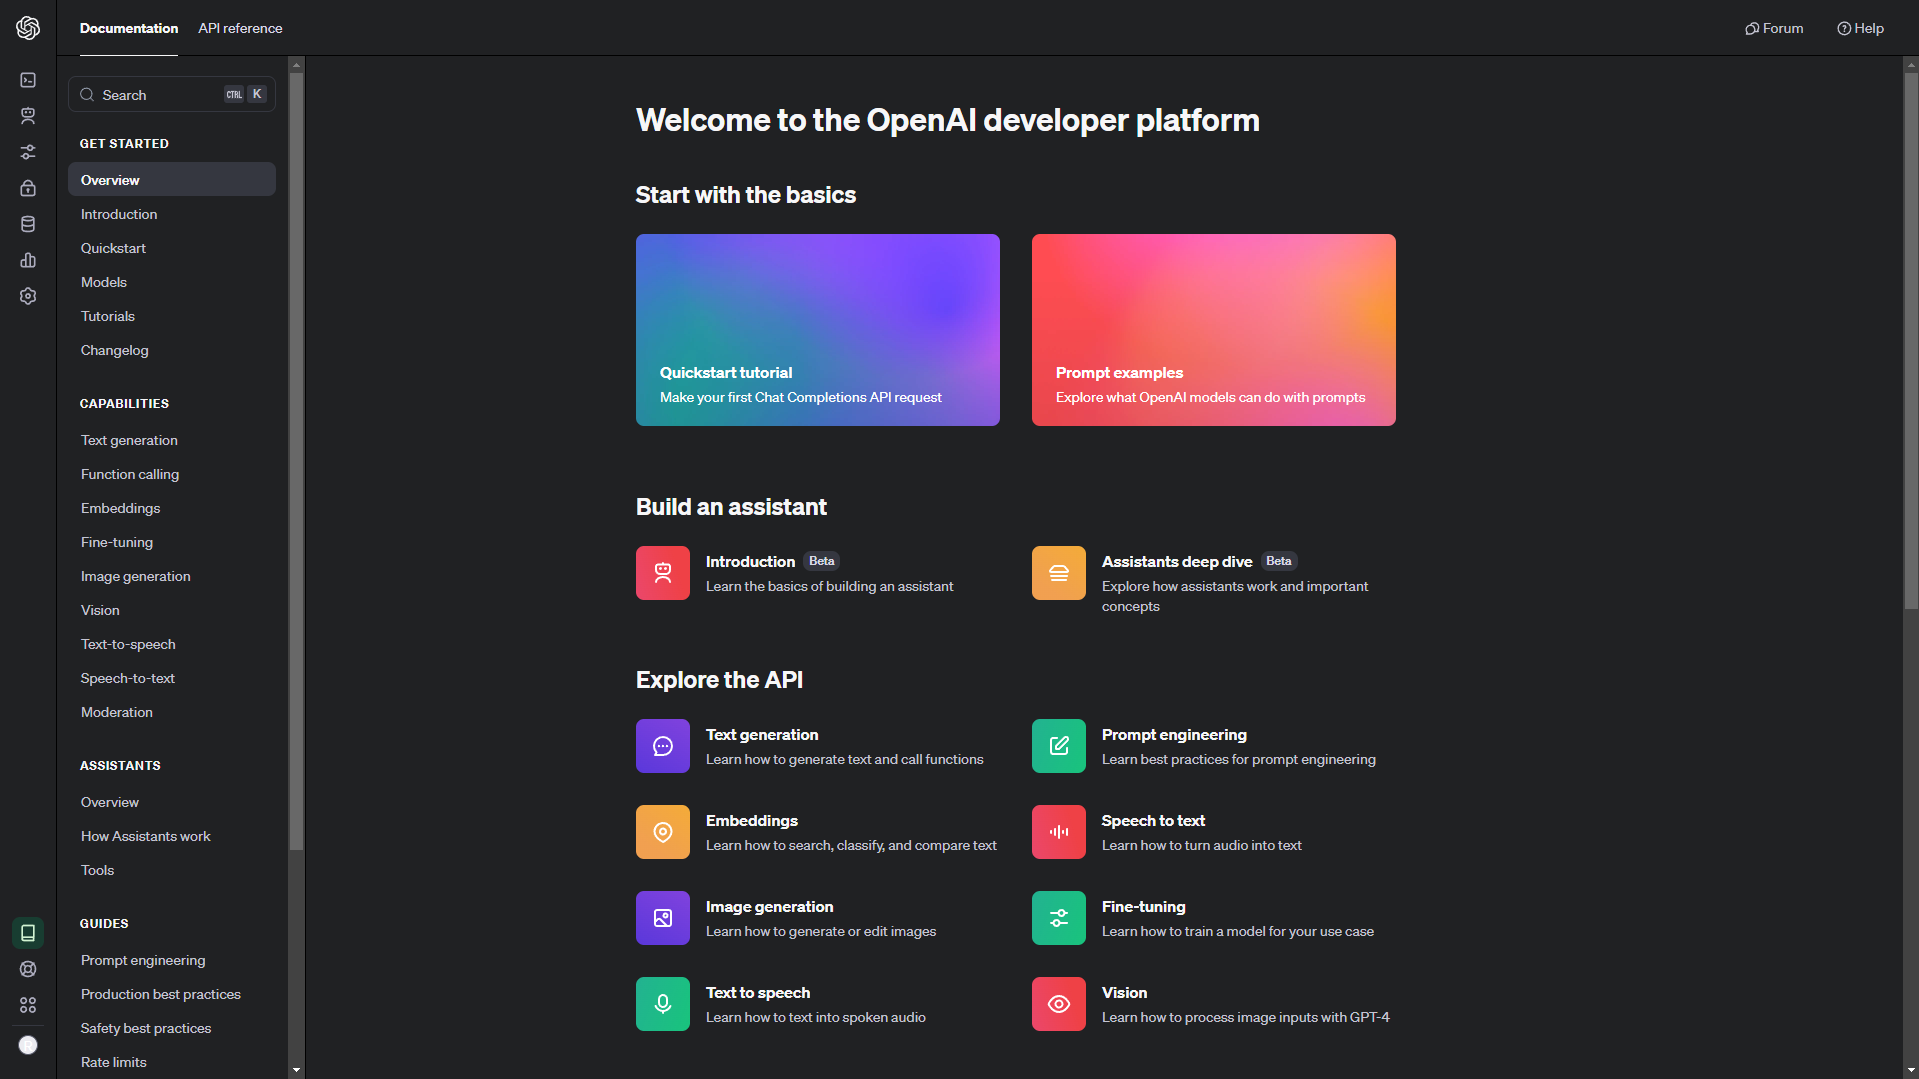 Documentation
API reference
Forum
Help
Search
CTRL K
GET STARTED
Overview
Introduction
Quickstart
Models
Tutorials
Changelog
CAPABILITIES
Text generation
Function calling
Embeddings
Fine-tuning
Image generation
Vision
Text-to-speech
Speech-to-text
Moderation
ASSISTANTS
Overview
How Assistants work
Tools
GUIDES
Prompt engineering
Production best practices
Safety best practices
Rate limits
Welcome to the OpenAI developer platform
Start with the basics
Quickstart tutorial
Make your first Chat Completions API request
Prompt examples
Explore what OpenAI models can do with prompts
Build an assistant
Introduction Beta
Learn the basics of building an assistant
Assistants deep dive Beta
Explore how assistants work and important
concepts
Explore the API
Text generation
Learn how to generate text and call functions
Prompt engineering
Learn best practices for prompt engineering
Embeddings
Learn how to search, classify, and compare text
Speech to text
Learn how to turn audio into text
Image generation
Learn how to generate or edit images
Fine-tuning
Learn how to train a model for your use case
Text to speech
Learn how to text into spoken audio
Vision
Learn how to process image inputs with GPT-4